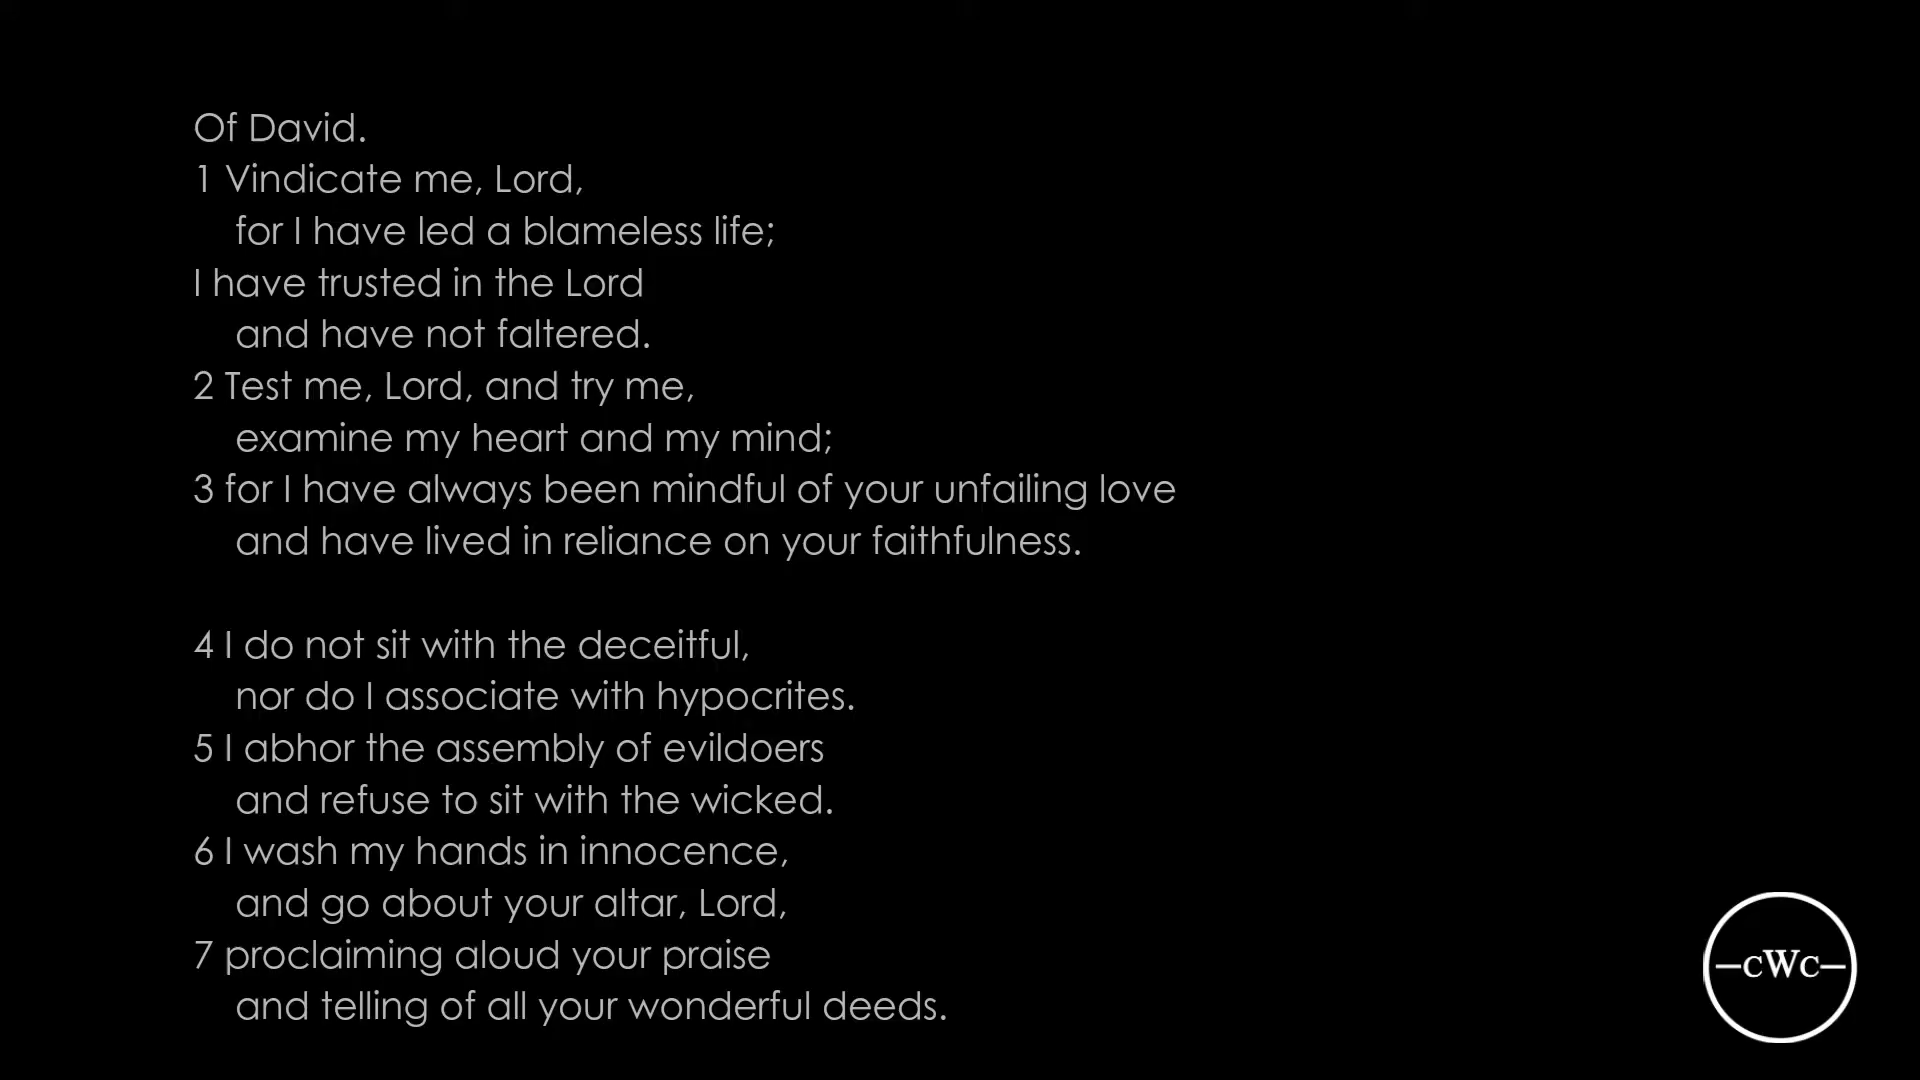 Of David.
1 Vindicate me, Lord,
for I have led a blameless life;
I have trusted in the Lord
and have not faltered.
2 Test me, Lord, and try me,
examine my heart and my mind;
3 for I have always been mindful of your unfailing love
and have lived in reliance on your faithfulness.
4 I do not sit with the deceitful,
nor do I associate with hypocrites.
5 I abhor the assembly of evildoers
and refuse to sit with the wicked.
6 I wash my hands in innocence,
and go about your altar, Lord,
7 proclaiming aloud your praise
and telling of all your wonderful deeds.
cWc